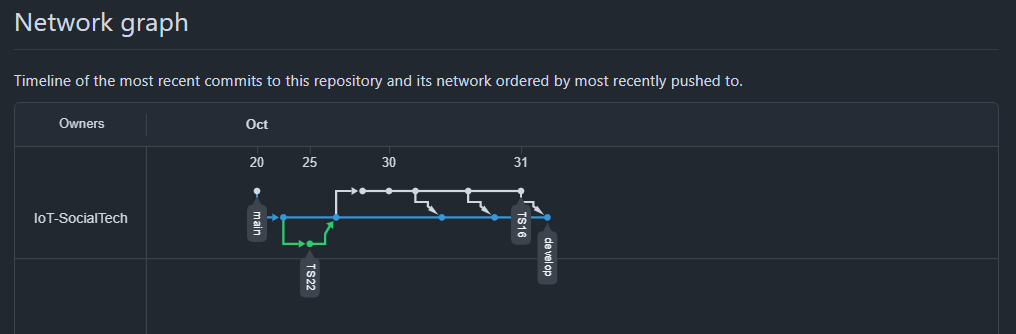 Network graph
Timeline of the most recent commits to this repository and its network ordered by most recently pushed to.
Owners
Oct
20
25
30
31
IoT-SocialTech
main
TS16
develop
TS22